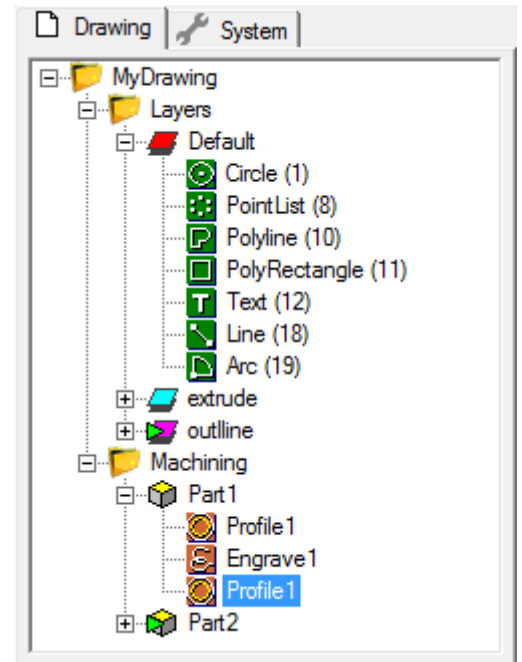 Drawing System
MyDrawing
Layers
Default
Circle (1)
PointList (8)
Polyline (10)
PolyRectangle (11)
Text (12)
Line (18)
Arc (19)
extrude
outlline
Machining
Part1
Profile1
Engrave1
Profile1
Part2